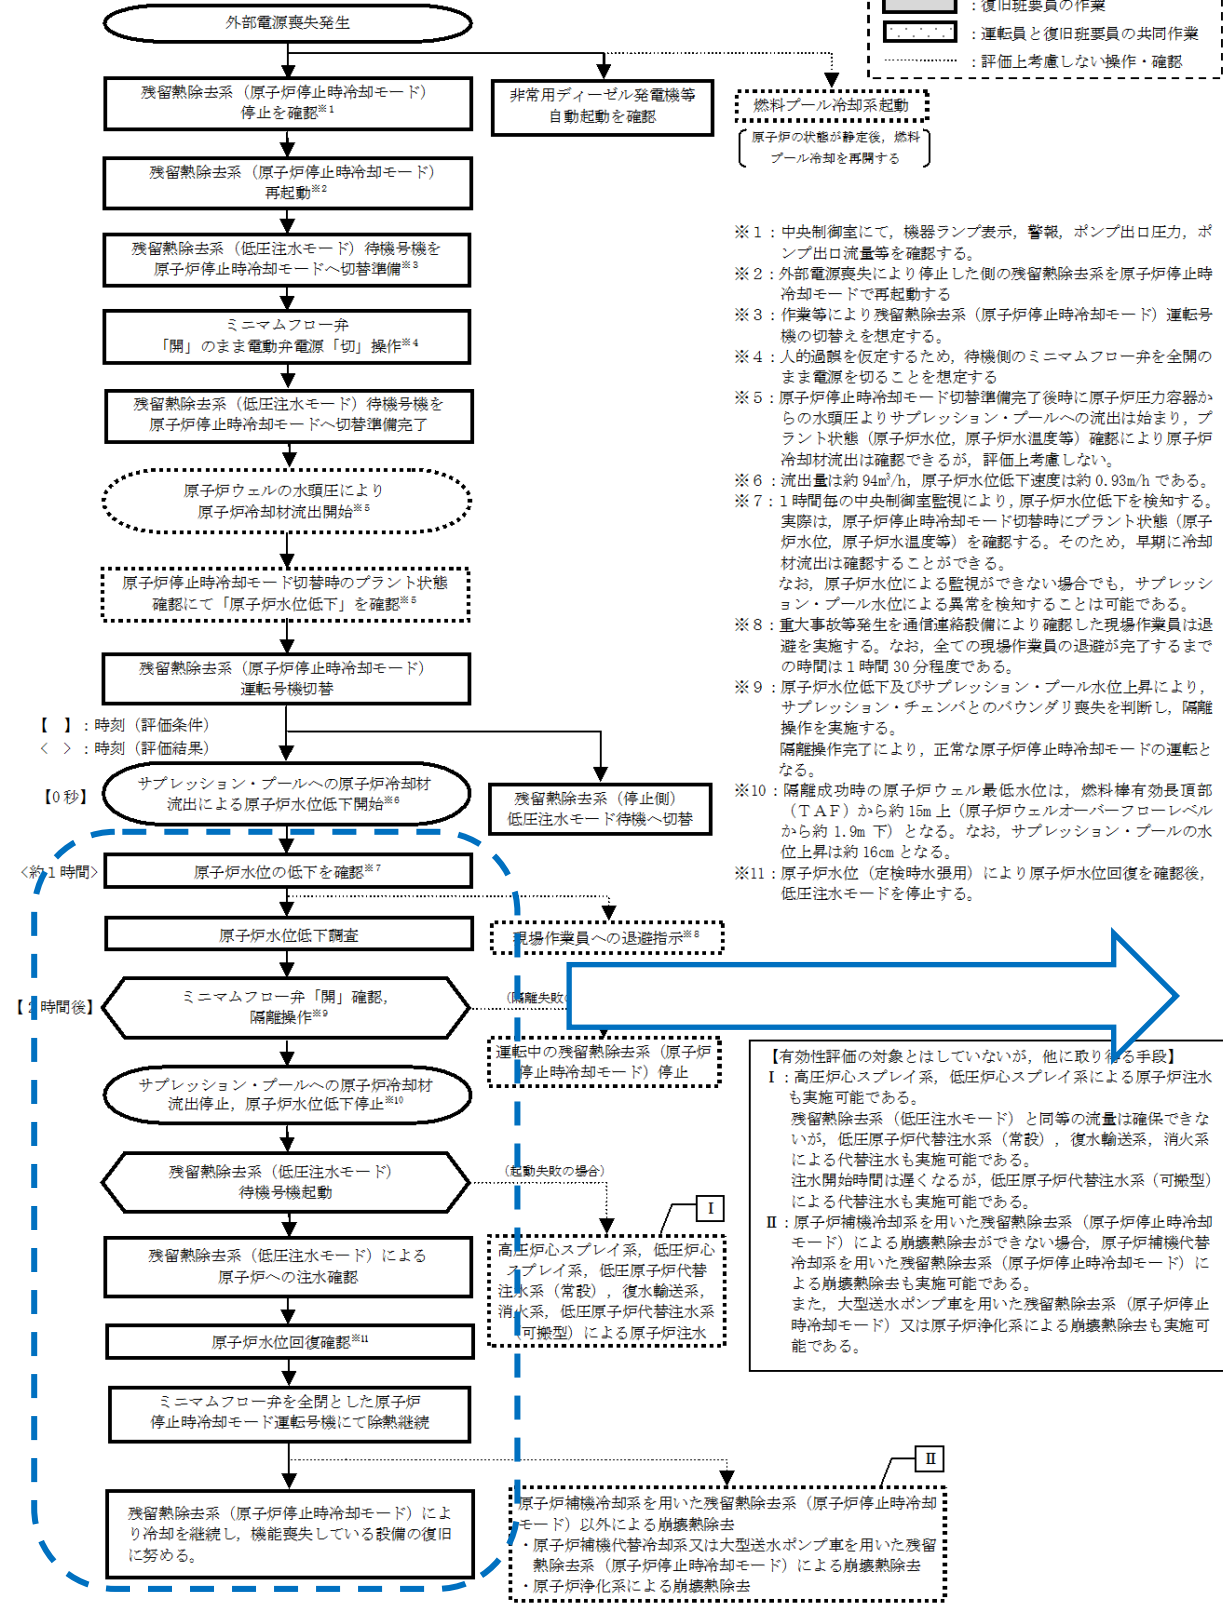 外部電源喪失発生
：復旧班要員の作業
：運転員と復旧班要員の共同作業
：評価上考慮しない操作・確認
残留熱除去系（原子炉停止時冷却モード）
停止を確認※1
非常用ディーゼル発電機等
自動起動を確認
燃料プール冷却系起動
原子炉の状態が静定後，燃料
プール冷却を再開する
残留熱除去系（原子炉停止時冷却モード）
再起動※2
残留熱除去系（低圧注水モード）待機号機を
原子炉停止時冷却モードへ切替準備※3
ミニマムフロー弁
「開」のまま電動弁電源「切」操作※4
残留熱除去系（低圧注水モード）待機号機を
原子炉停止時冷却モードへ切替準備完了
原子炉ウェルの水頭圧により
原子炉冷却材流出開始※5
原子炉停止時冷却モード切替時のプラント状態
確認にて「原子炉水位低下」を確認※5
残留熱除去系（原子炉停止時冷却モード）
運転号機切替
【　】：時刻（評価条件）
＜　＞：時刻（評価結果）
【0秒】
サプレッション・プールへの原子炉冷却材
流出による原子炉水位低下開始※6
残留熱除去系（停止側）
低圧注水モード待機へ切替
<約1時間>
原子炉水位の低下を確認※7
原子炉水位低下調査
現場作業員への退避指示※8
【2時間後】
ミニマムフロー弁「開」確認，
隔離操作※9
（隔離失敗の
運転中の残留熱除去系（原子炉
停止時冷却モード）停止
サプレッション・プールへの原子炉冷却材
流出停止，原子炉水位低下停止※10
残留熱除去系（低圧注水モード）
待機号機起動
（起動失敗の場合）
Ⅰ
残留熱除去系（低圧注水モード）による
原子炉への注水確認
高圧炉心スプレイ系，低圧炉心
スプレイ系，低圧原子炉代替
注水系（常設），復水輸送系，
消火系，低圧原子炉代替注水系
（可搬型）による原子炉注水
原子炉水位回復確認※11
ミニマムフロー弁を全閉とした原子炉
停止時冷却モード運転号機にて除熱継続
Ⅱ
残留熱除去系（原子炉停止時冷却モード）によ
り冷却を継続し，機能喪失している設備の復旧
に努める。
原子炉補機冷却系を用いた残留熱除去系（原子炉停止時冷却
モード）以外による崩壊熱除去
・原子炉補機代替冷却系又は大型送水ポンプ車を用いた残留
熱除去系（原子炉停止時冷却モード）による崩壊熱除去
・原子炉浄化系による崩壊熱除去
※１：中央制御室にて，機器ランプ表示，警報，ポンプ出口圧力，ポ
ンプ出口流量等を確認する。
※２：外部電源喪失により停止した側の残留熱除去系を原子炉停止時
冷却モードで再起動する
※３：作業等により残留熱除去系（原子炉停止時冷却モード）運転号
機の切替えを想定する。
※４：人的過誤を仮定するため，待機側のミニマムフロー弁を全開の
まま電源を切ることを想定する
※５：原子炉停止時冷却モード切替準備完了後時に原子炉圧力容器か
らの水頭圧よりサプレッション・プールへの流出は始まり，プ
ラント状態（原子炉水位，原子炉水温度等）確認により原子炉
冷却材流出は確認できるが，評価上考慮しない。
※６：流出量は約94m³/h，原子炉水位低下速度は約0.93m/hである。
※７：１時間毎の中央制御室監視により，原子炉水位低下を検知する。
実際は，原子炉停止時冷却モード切替時にプラント状態（原子
炉水位，原子炉水温度等）を確認する。そのため，早期に冷却
材流出は確認することができる。
なお，原子炉水位による監視ができない場合でも，サプレッシ
ョン・プール水位による異常を検知することは可能である。
※８：重大事故等発生を通信連絡設備により確認した現場作業員は退
避を実施する。なお，全ての現場作業員の退避が完了するまで
の時間は１時間30分程度である。
※９：原子炉水位低下及びサプレッション・プール水位上昇により，
サプレッション・チェンバとのバウンダリ喪失を判断し，隔離
操作を実施する。
隔離操作完了により，正常な原子炉停止時冷却モードの運転と
なる。
※10：隔離成功時の原子炉ウェル最低水位は，燃料棒有効長頂部
（ＴＡＦ）から約15m上（原子炉ウェルオーバーフローレベル
から約1.9m下）となる。なお，サプレッション・プールの水
位上昇は約16cmとなる。
※11：原子炉水位（定検時水張用）により原子炉水位回復を確認後，
低圧注水モードを停止する。
【有効性評価の対象とはしていないが，他に取り得る手段】
Ⅰ：高圧炉心スプレイ系，低圧炉心スプレイ系による原子炉注水
も実施可能である。
残留熱除去系（低圧注水モード）と同等の流量は確保できな
いが，低圧原子炉代替注水系（常設），復水輸送系，消火系
による代替注水も実施可能である。
注水開始時間は遅くなるが，低圧原子炉代替注水系（可搬型）
による代替注水も実施可能である。
Ⅱ：原子炉補機冷却系を用いた残留熱除去系（原子炉停止時冷却
モード）による崩壊熱除去ができない場合，原子炉補機代替
冷却系を用いた残留熱除去系（原子炉停止時冷却モード）に
よる崩壊熱除去も実施可能である。
また，大型送水ポンプ車を用いた残留熱除去系（原子炉停止
時冷却モード）又は原子炉浄化系による崩壊熱除去も実施可
能である。